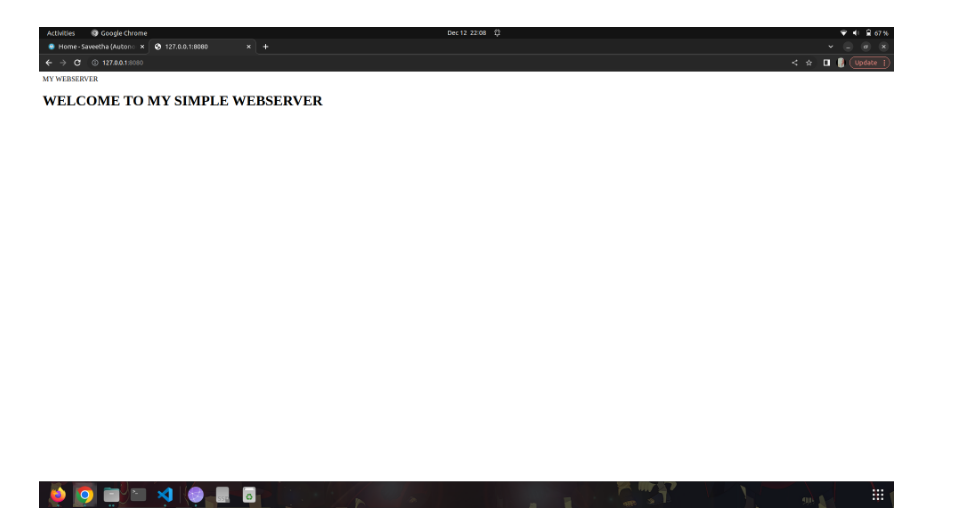 Activities Google Chrome Dec 12 22:08 67 %
Home - Saveetha (Autono × 127.0.0.1:8080 × +
127.0.0.1:8080 Update
MY WEBSERVER
WELCOME TO MY SIMPLE WEBSERVER